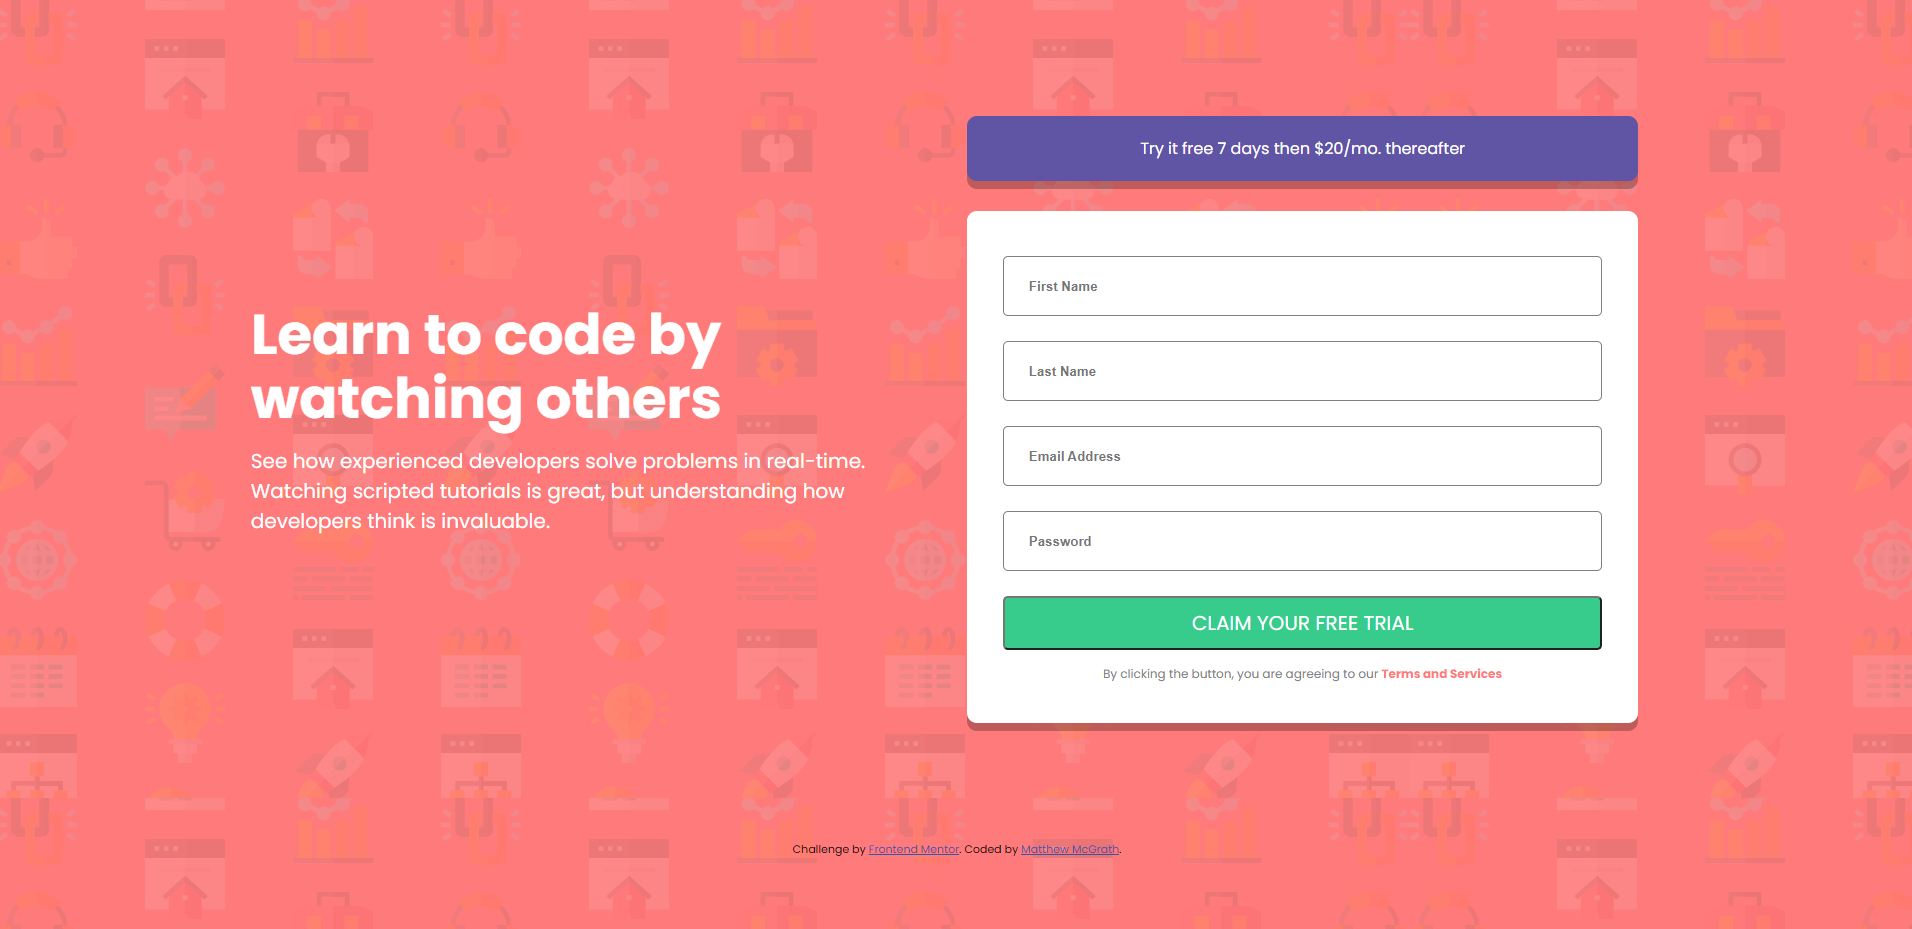 Learn to code by
watching others
See how experienced developers solve problems in real-time.
Watching scripted tutorials is great, but understanding how
developers think is invaluable.
Try it free 7 days then $20/mo. thereafter
First Name
Last Name
Email Address
Password
CLAIM YOUR FREE TRIAL
By clicking the button, you are agreeing to our Terms and Services
Challenge by Frontend Mentor. Coded by Matthew McGrath.